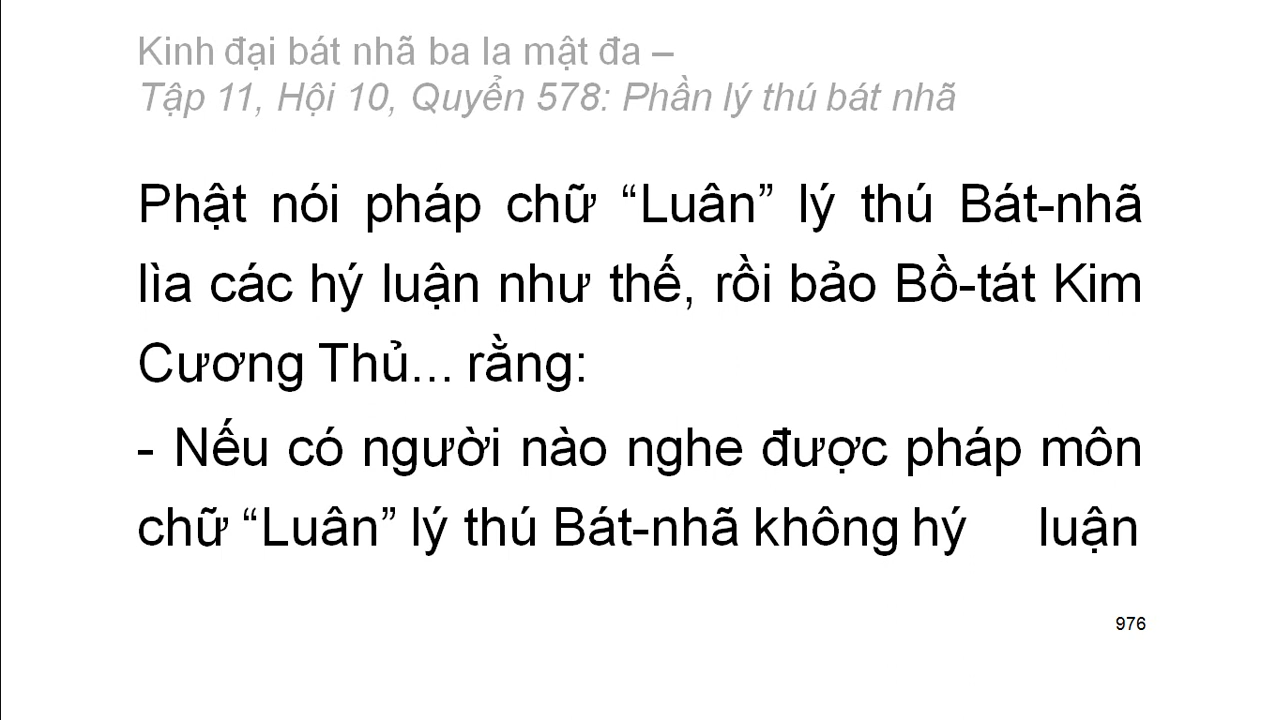 Kinh đại bát nhã ba la mật đa –
Tập 11, Hội 10, Quyển 578: Phần lý thú bát nhã
Phật nói pháp chữ “Luân” lý thú Bát-nhã
lìa các hý luận như thế, rồi bảo Bồ-tát Kim
Cương Thủ... rằng:
- Nếu có người nào nghe được pháp môn
chữ “Luân” lý thú Bát-nhã không hý luận
976